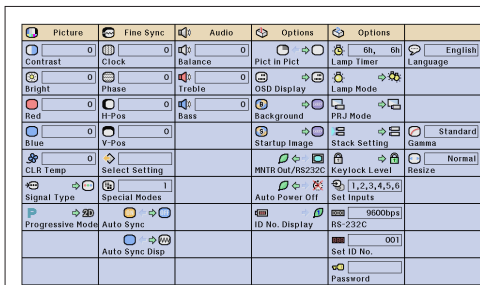 Picture Fine Sync Audio Options Options
0 0 0 6h, 6h English
Contrast Clock Balance Pict in Pict Lamp Timer Language
0 0 0
Bright Phase Treble OSD Display Lamp Mode
0 0 0
Red H-Pos Bass Background PRJ Mode
0 0 Standard
Blue V-Pos Startup Image Stack Setting Gamma
0 Normal
CLR Temp Select Setting MNTR Out/RS232C Keylock Level Resize
1 1,2,3,4,5,6
Signal Type Special Modes Auto Power Off Set Inputs
P 2D 9600bps
Progressive Mode Auto Sync ID No. Display RS-232C
001
Auto Sync Disp Set ID No.
Password